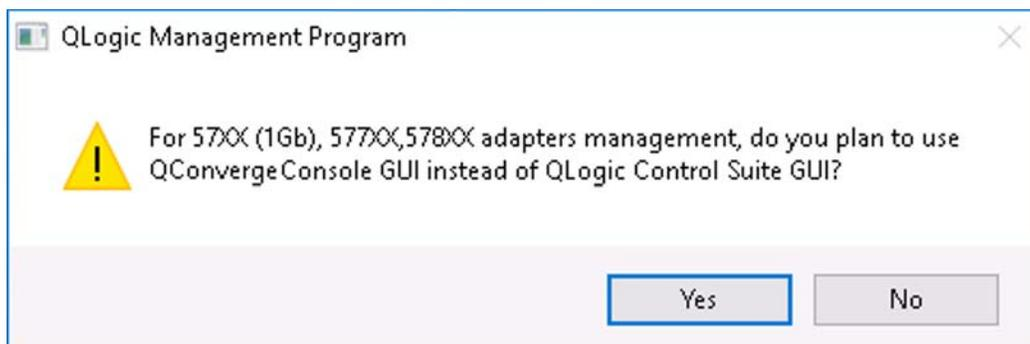 QLogic Management Program
For 57XX (1Gb), 577XX,578XX adapters management, do you plan to use
QConvergeConsole GUI instead of QLogic Control Suite GUI?
Yes No